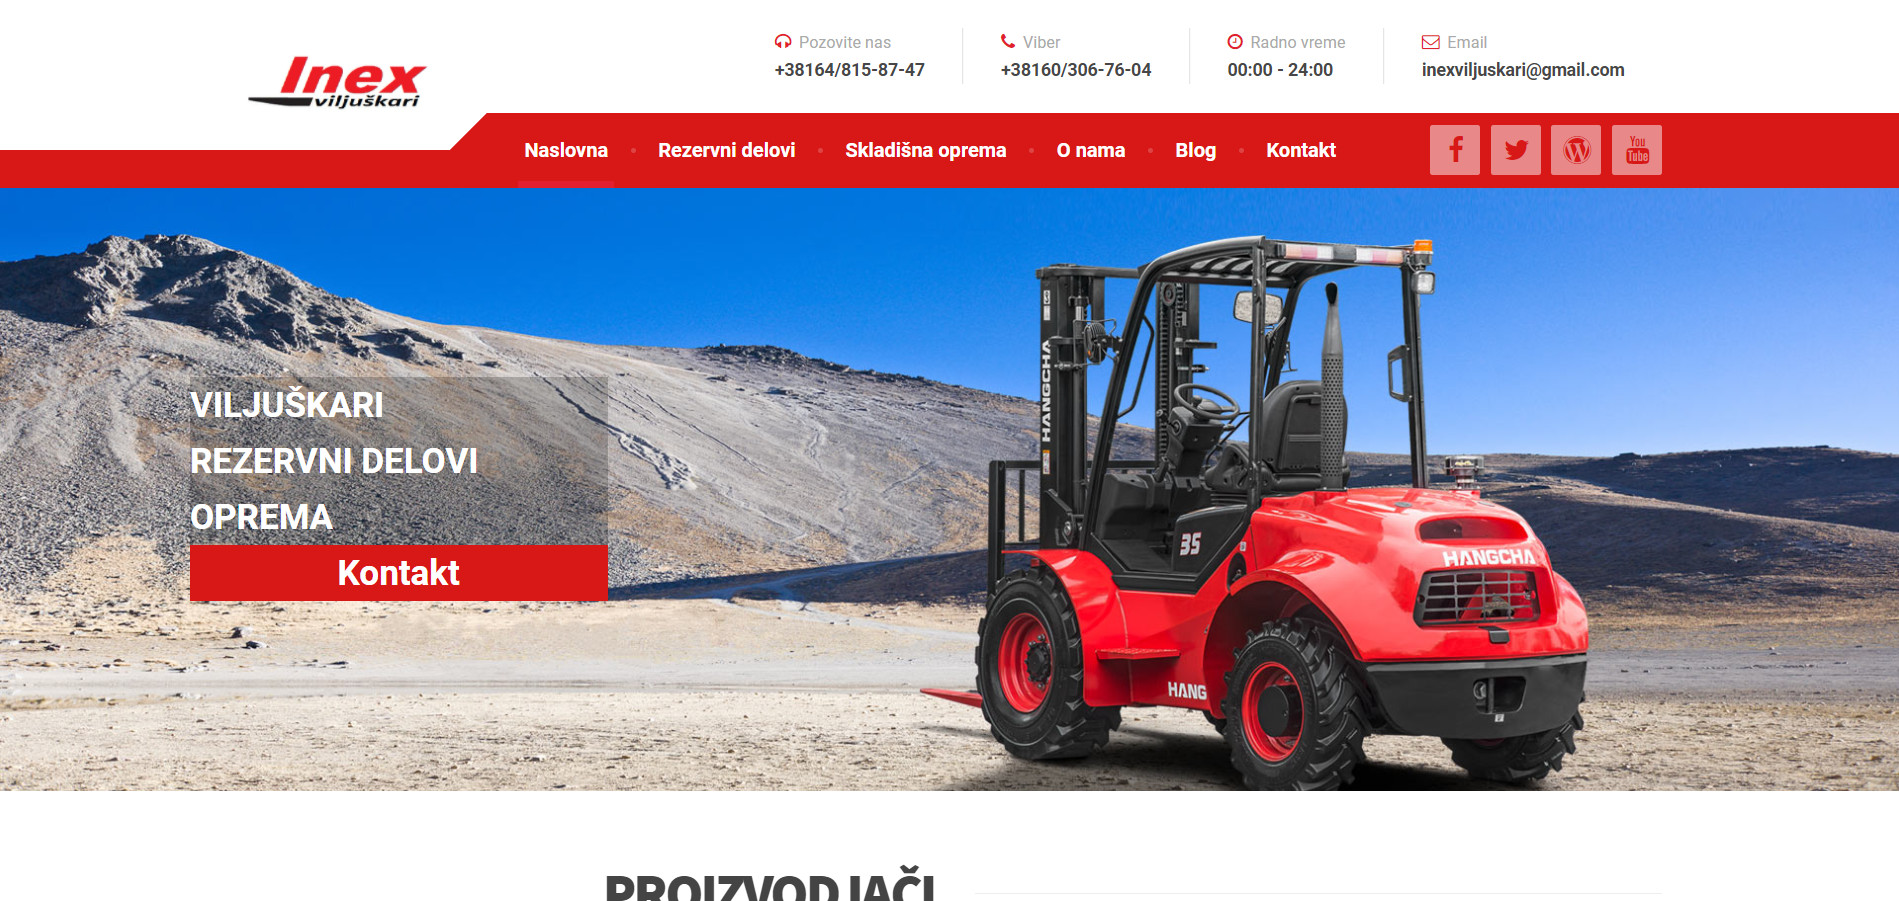 Inex
viljuškari
Pozovite nas
+38164/815-87-47
Viber
+38160/306-76-04
Radno vreme
00:00 - 24:00
Email
inexviljuskari@gmail.com
Naslovna
Rezervni delovi
Skladišna oprema
O nama
Blog
Kontakt
You
Tube
VILJUŠKARI
REZERVNI DELOVI
OPREMA
Kontakt
HANGCHA
35
HANGCHA
HANG
PROIZVODJAČI